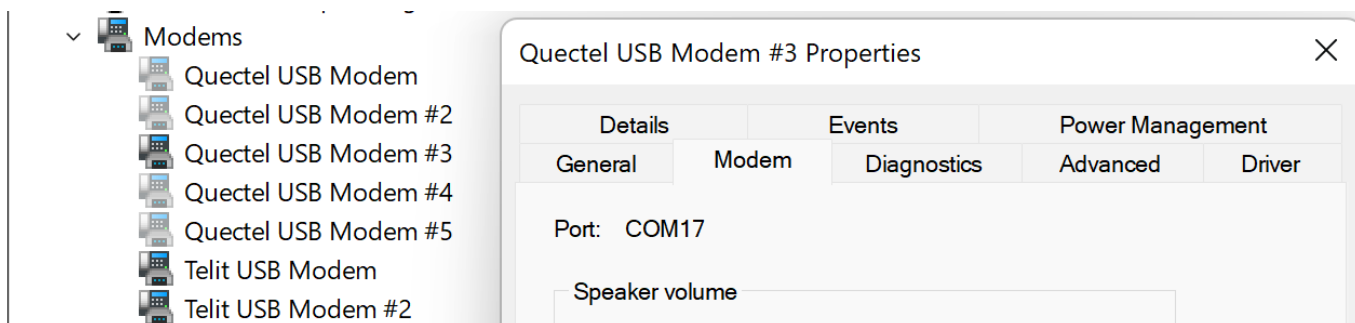 Modems
Quectel USB Modem
Quectel USB Modem #2
Quectel USB Modem #3
Quectel USB Modem #4
Quectel USB Modem #5
Telit USB Modem
Telit USB Modem #2
Quectel USB Modem #3 Properties
Details Events Power Management
General Modem Diagnostics Advanced Driver
Port: COM17
Speaker volume